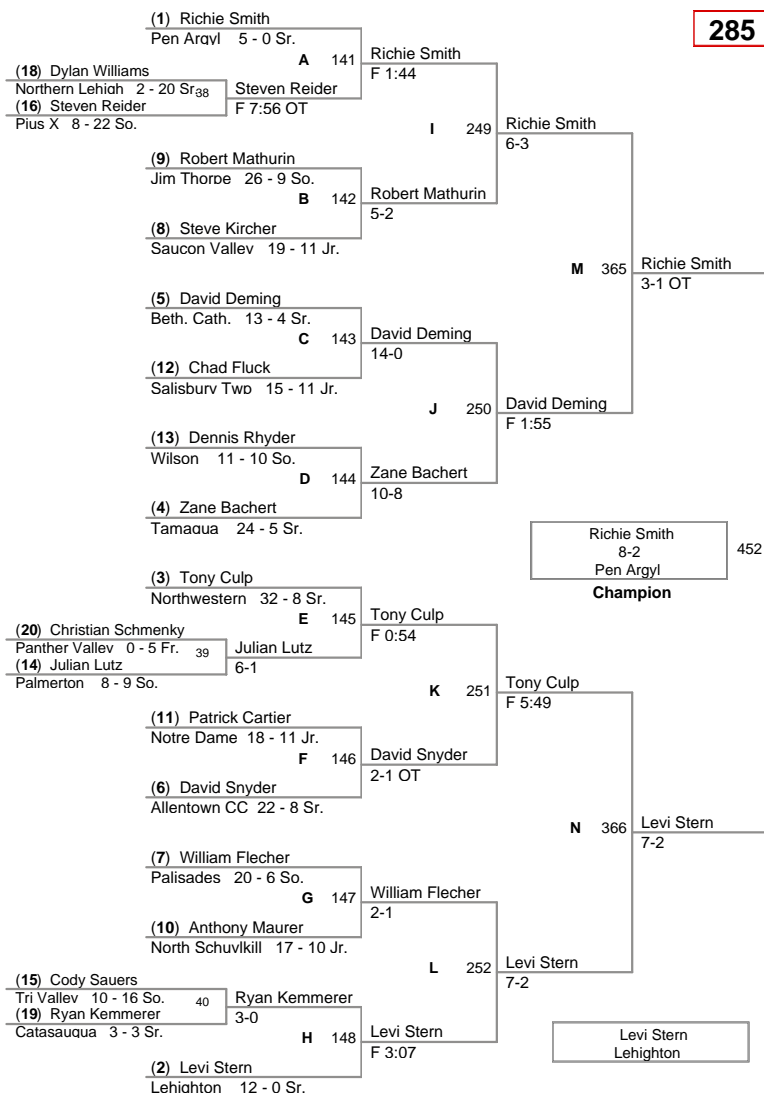 285
(1) Richie Smith
Pen Argyl 5 - 0 Sr.
A 141
Richie Smith
F 1:44
(18) Dylan Williams
Northern Lehigh 2 - 20 Sr. 38
(16) Steven Reider
Pius X 8 - 22 So.
Steven Reider
F 7:56 OT
I 249
Richie Smith
6-3
(9) Robert Mathurin
Jim Thorpe 26 - 9 So.
B 142
Robert Mathurin
5-2
(8) Steve Kircher
Saucon Valley 19 - 11 Jr.
M 365
Richie Smith
3-1 OT
(5) David Deming
Beth. Cath. 13 - 4 Sr.
C 143
David Deming
14-0
(12) Chad Fluck
Salisbury Twp 15 - 11 Jr.
J 250
David Deming
F 1:55
(13) Dennis Rhyder
Wilson 11 - 10 So.
D 144
Zane Bachert
10-8
(4) Zane Bachert
Tamaqua 24 - 5 Sr.
Richie Smith
8-2
Pen Argyl
452
Champion
(3) Tony Culp
Northwestern 32 - 8 Sr.
E 145
Tony Culp
F 0:54
(20) Christian Schmenky
Panther Valley 0 - 5 Fr. 39
(14) Julian Lutz
Palmerton 8 - 9 So.
Julian Lutz
6-1
K 251
Tony Culp
F 5:49
(11) Patrick Cartier
Notre Dame 18 - 11 Jr.
F 146
David Snyder
2-1 OT
(6) David Snyder
Allentown CC 22 - 8 Sr.
N 366
Levi Stern
7-2
(7) William Flecher
Palisades 20 - 6 So.
G 147
William Flecher
2-1
(10) Anthony Maurer
North Schuylkill 17 - 10 Jr.
L 252
Levi Stern
7-2
(15) Cody Sauers
Tri Valley 10 - 16 So. 40
(19) Ryan Kemmerer
Catasauqua 3 - 3 Sr.
Ryan Kemmerer
3-0
H 148
Levi Stern
F 3:07
(2) Levi Stern
Lehighton 12 - 0 Sr.
Levi Stern
Lehighton